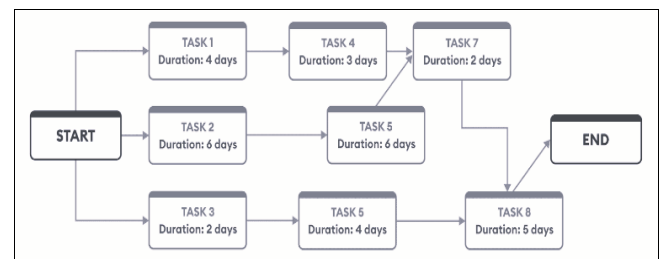 TASK 1
Duration: 4 days
TASK 4
Duration: 3 days
TASK 7
Duration: 2 days
START
TASK 2
Duration: 6 days
TASK 5
Duration: 6 days
END
TASK 3
Duration: 2 days
TASK 5
Duration: 4 days
TASK 8
Duration: 5 days